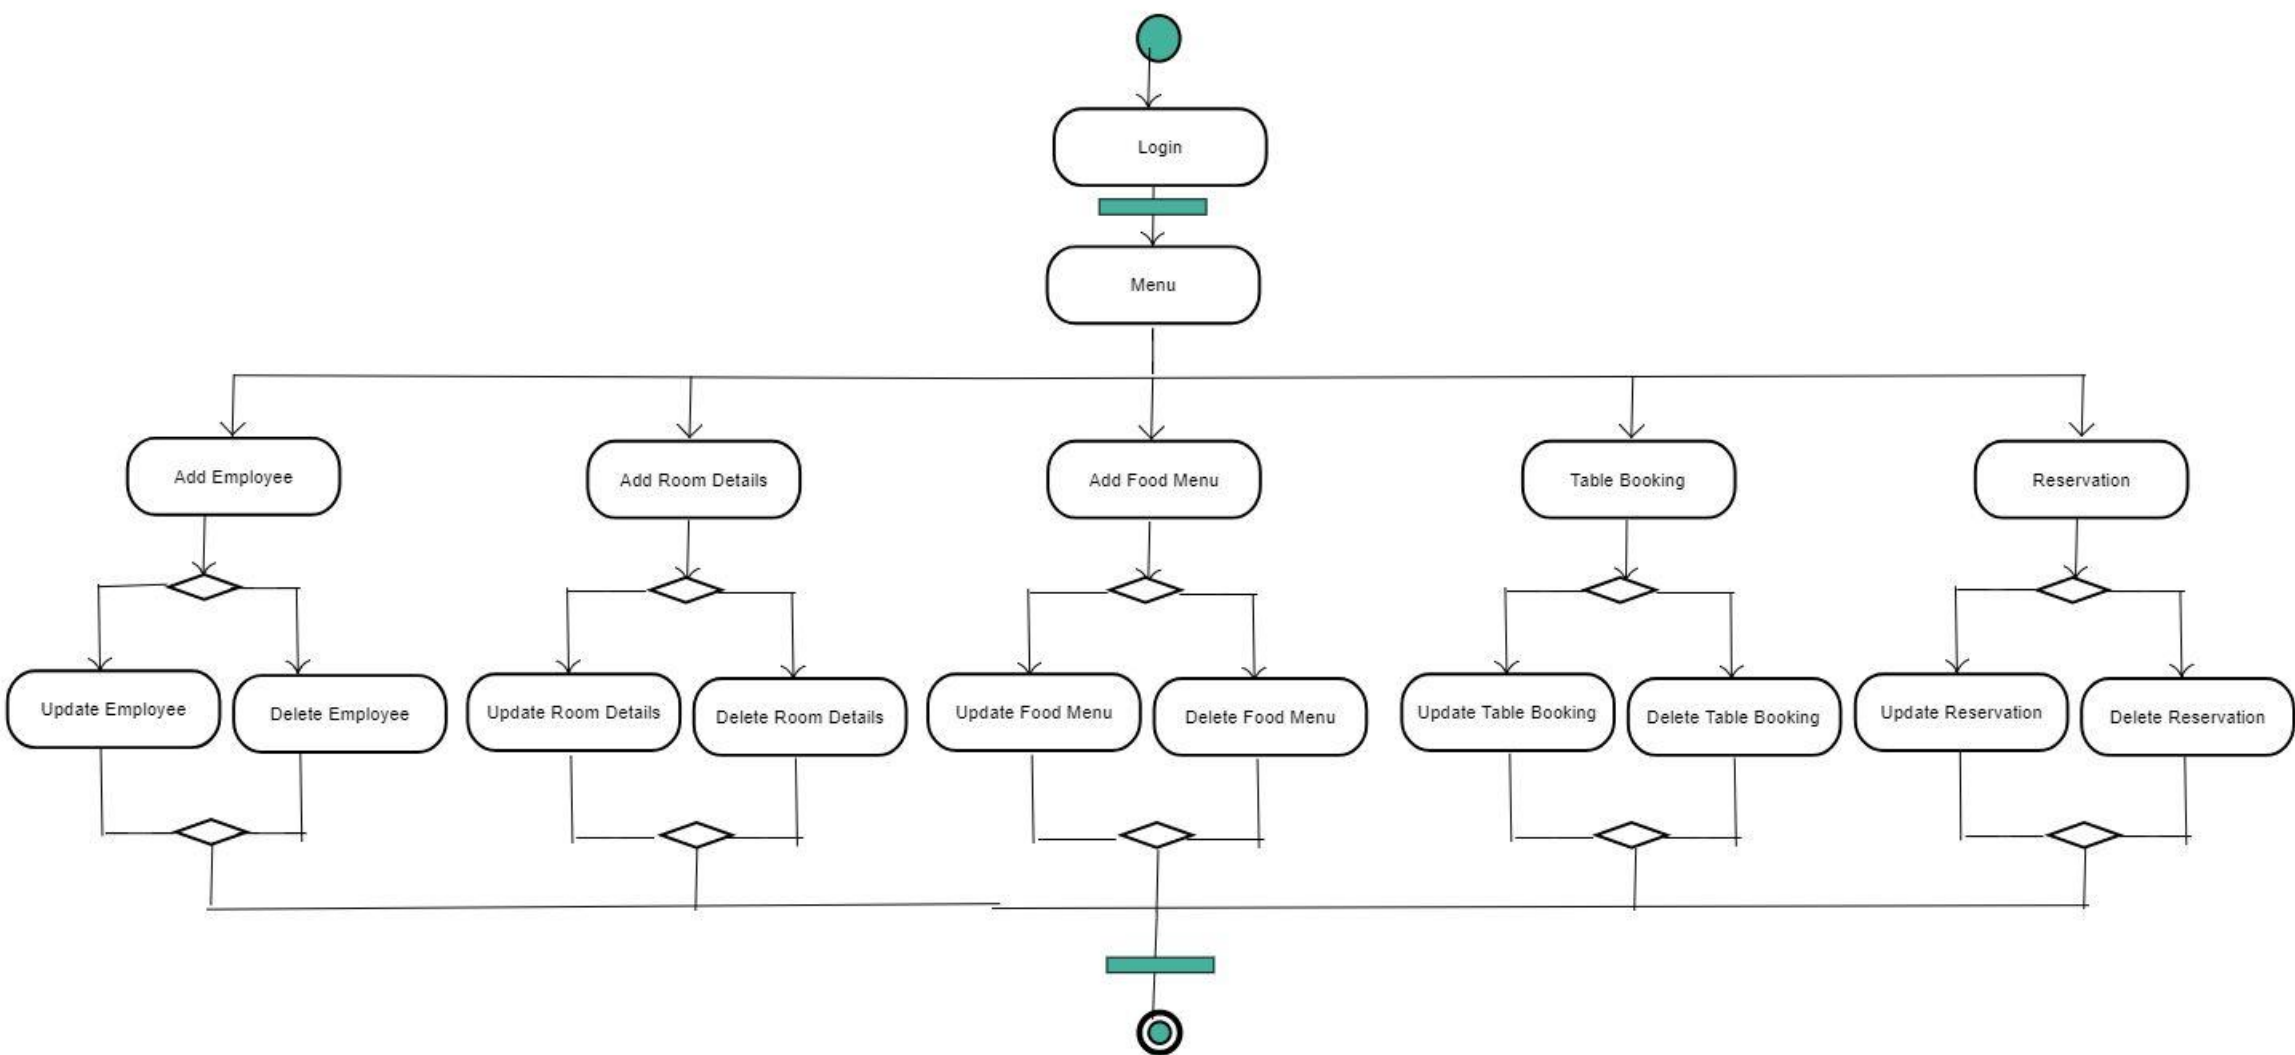 Login
Menu
Add Employee
Add Room Details
Add Food Menu
Table Booking
Reservation
Update Employee
Delete Employee
Update Room Details
Delete Room Details
Update Food Menu
Delete Food Menu
Update Table Booking
Delete Table Booking
Update Reservation
Delete Reservation